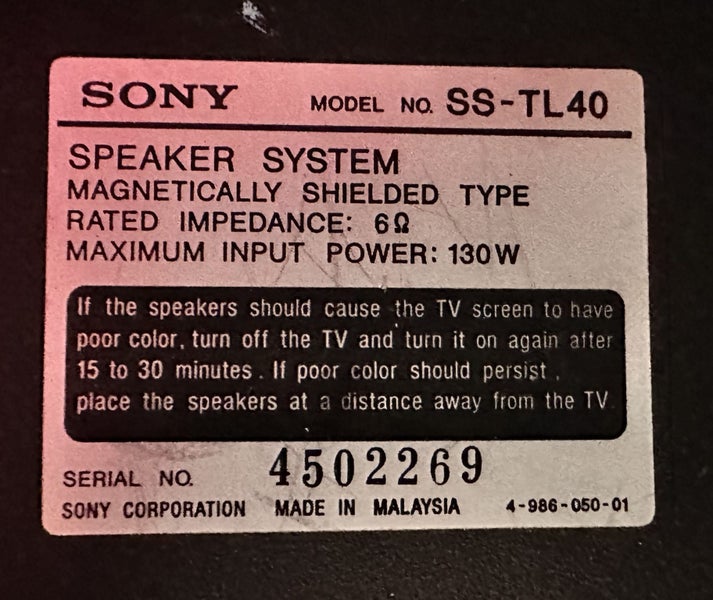 SONY MODEL NO. SS-TL40
SPEAKER SYSTEM
MAGNETICALLY SHIELDED TYPE
RATED IMPEDANCE: 6Ω
MAXIMUM INPUT POWER: 130W
If the speakers should cause the TV screen to have
poor color, turn off the TV and turn it on again after
15 to 30 minutes. If poor color should persist,
place the speakers at a distance away from the TV.
SERIAL NO. 4502269
SONY CORPORATION MADE IN MALAYSIA 4-986-050-01